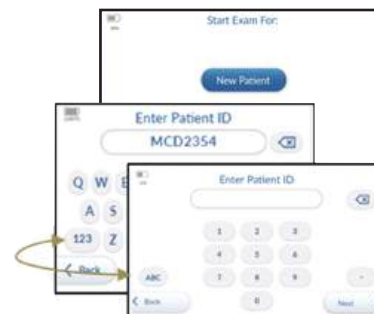 Start Exam For:
New Patient
Enter Patient ID
MCD2354
Q W E
A S
123 Z
< Back
Enter Patient ID
1 2 3
4 5 6
ABC 7 8 9 -
< Back 0 Next